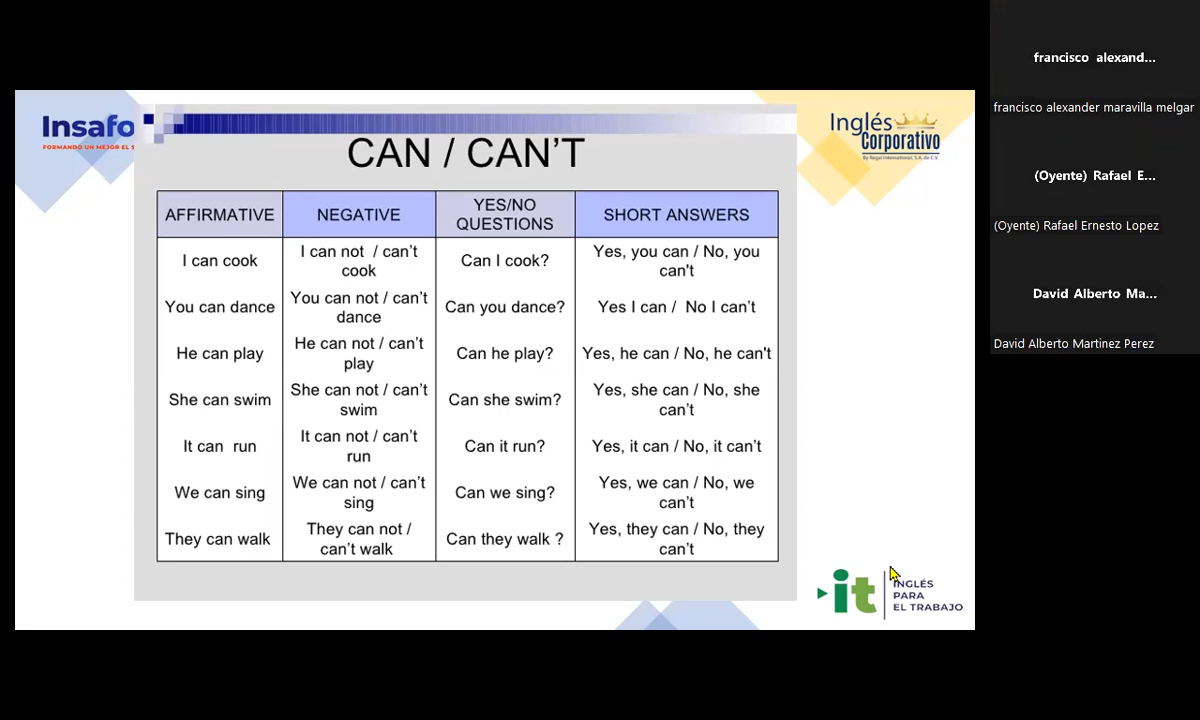 Insafo
FORMANDO UN MEJOR EL S
Inglés
Corporativo
By Regal International, S.A. de C.V.
CAN / CAN’T
AFFIRMATIVE
NEGATIVE
YES/NO
QUESTIONS
SHORT ANSWERS
I can cook
I can not / can’t
cook
Can I cook?
Yes, you can / No, you
can't
You can dance
You can not / can’t
dance
Can you dance?
Yes I can / No I can’t
He can play
He can not / can’t
play
Can he play?
Yes, he can / No, he can't
She can swim
She can not / can’t
swim
Can she swim?
Yes, she can / No, she
can’t
It can run
It can not / can’t
run
Can it run?
Yes, it can / No, it can’t
We can sing
We can not / can’t
sing
Can we sing?
Yes, we can / No, we
can’t
They can walk
They can not /
can’t walk
Can they walk ?
Yes, they can / No, they
can’t
it
INGLÉS
PARA
EL TRABAJO
francisco alexand...
francisco alexander maravilla melgar
(Oyente) Rafael E...
(Oyente) Rafael Ernesto Lopez
David Alberto Ma...
David Alberto Martinez Perez